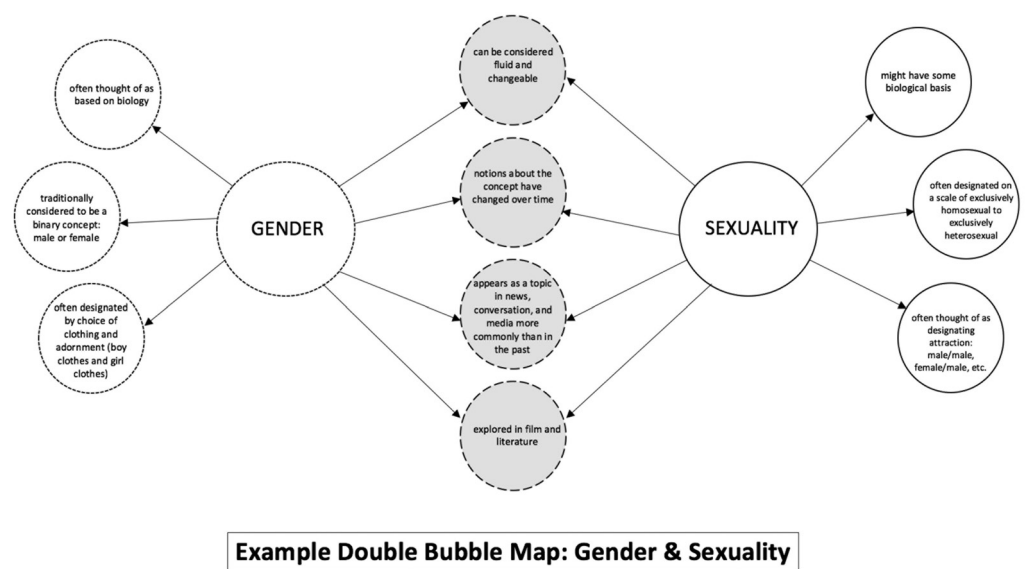 often thought of as
based on biology
traditionally
considered to be a
binary concept:
male or female
often designated
by choice of
clothing and
adornment (boy
clothes and girl
clothes)
GENDER
can be considered
fluid and
changeable
notions about the
concept have
changed over time
appears as a topic
in news,
conversation, and
media more
commonly than in
the past
explored in film and
literature
SEXUALITY
might have some
biological basis
often designated on
a scale of exclusively
homosexual to
exclusively
heterosexual
often thought of as
designating
attraction:
male/male,
female/male, etc.
Example Double Bubble Map: Gender & Sexuality